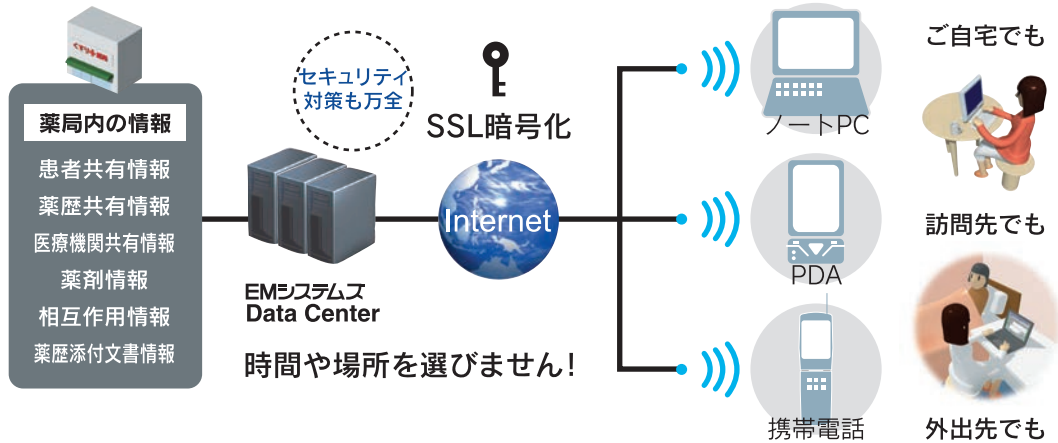 くすり
薬局内の情報
患者共有情報
薬歴共有情報
医療機関共有情報
薬剤情報
相互作用情報
薬歴添付文書情報
セキュリティ
対策も万全
SSL暗号化
EMシステムズ
Data Center
Internet
時間や場所を選びません!
ノートPC
PDA
携帯電話
ご自宅でも
訪問先でも
外出先でも